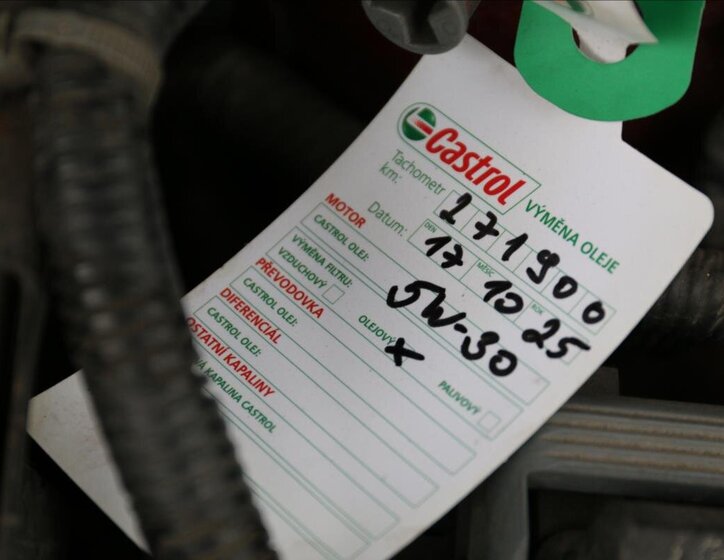 Castrol
VÝMĚNA OLEJE
Tachometr km: 271900
Datum: DEN 17 MĚSÍC 10 ROK 25
MOTOR
CASTROL OLEJ: 5W-30
VÝMĚNA FILTRU:
VZDUCHOVÝ OLEJOVÝ x PALIVOVÝ
PŘEVODOVKA
CASTROL OLEJ:
DIFERENCIÁL
CASTROL OLEJ:
OSTATNÍ KAPALINY
KAPALINA CASTROL